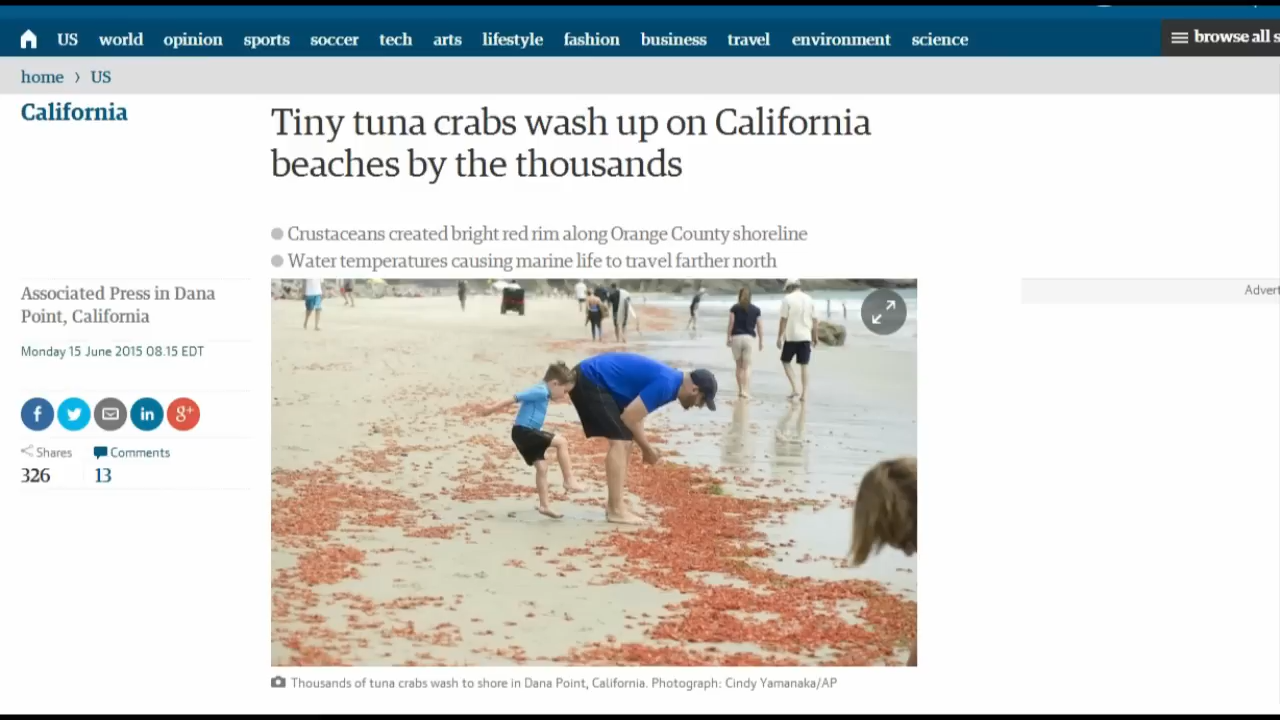 US world opinion sports soccer tech arts lifestyle fashion business travel environment science browse all s
home › US
California
Tiny tuna crabs wash up on California
beaches by the thousands
Crustaceans created bright red rim along Orange County shoreline
Water temperatures causing marine life to travel farther north
Associated Press in Dana
Point, California
Monday 15 June 2015 08.15 EDT
f in g+
Shares
326
Comments
13
Advert
Thousands of tuna crabs wash to shore in Dana Point, California. Photograph: Cindy Yamanaka/AP